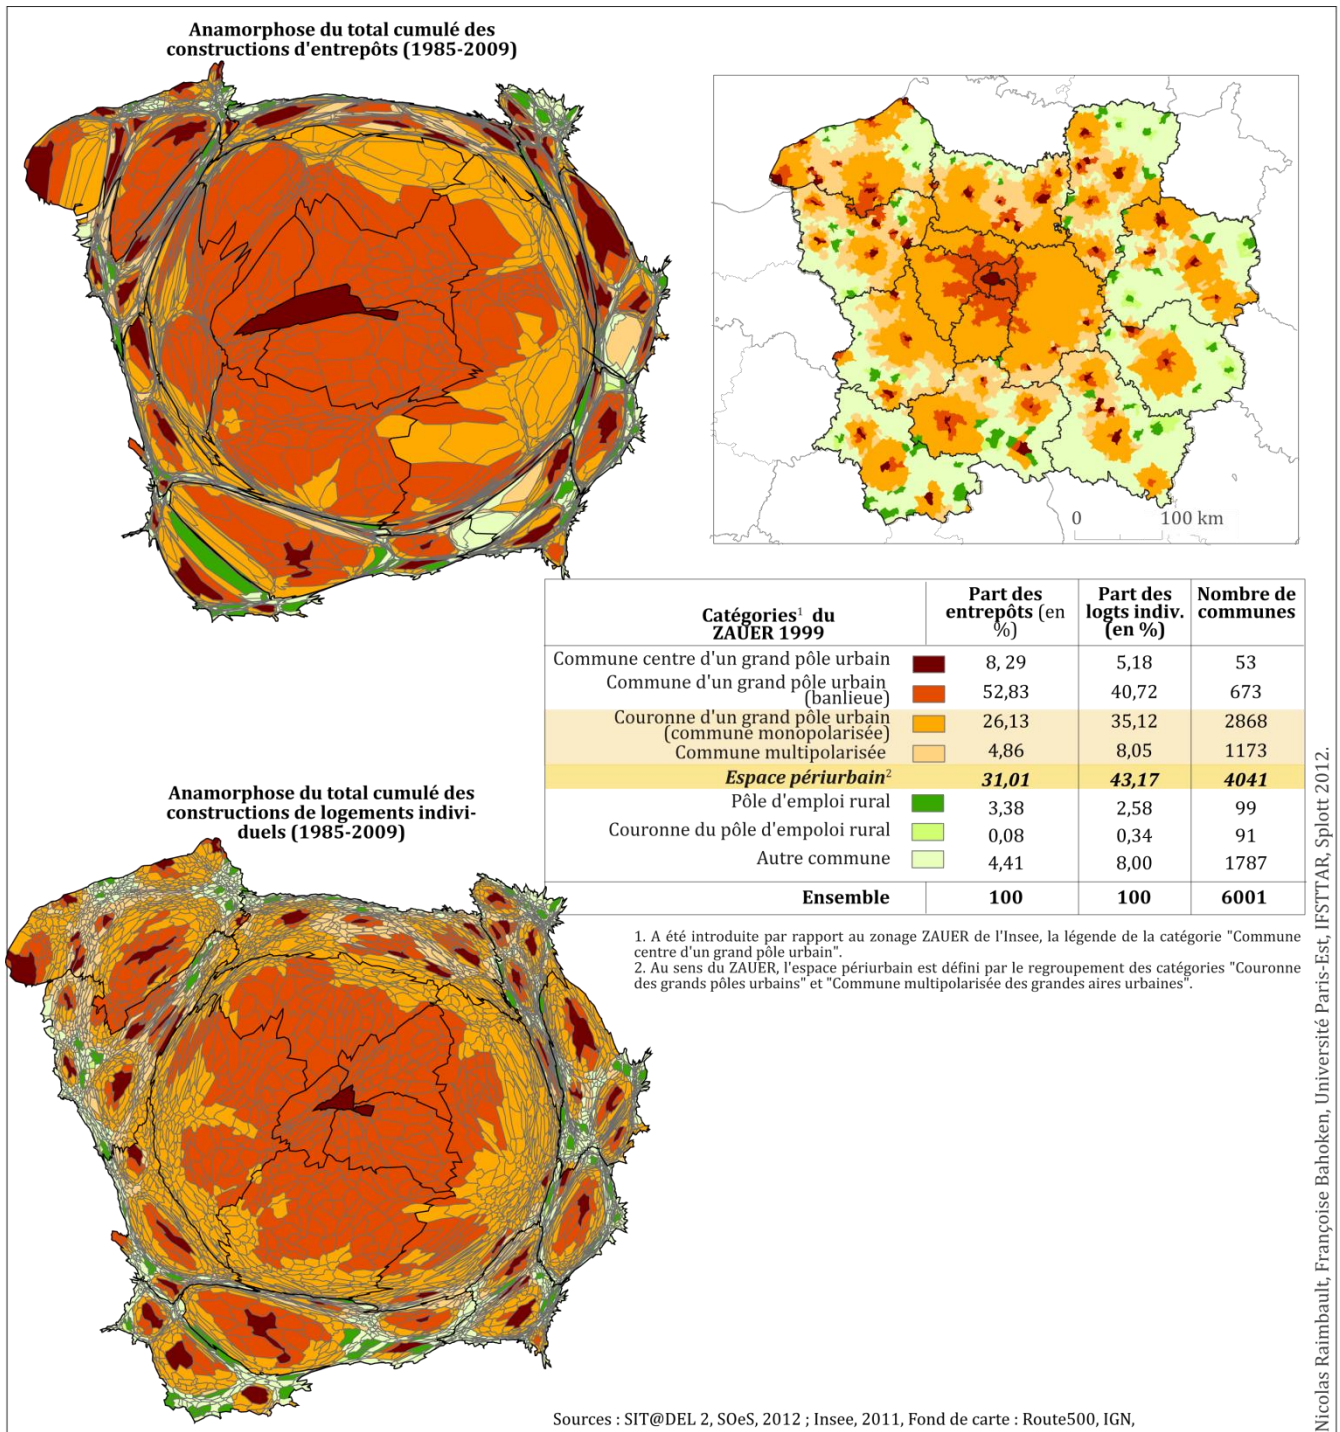 Anamorphose du total cumulé des
constructions d'entrepôts (1985-2009)
0 100 km
Catégories¹ du
ZAUER 1999
Part des
entrepôts (en
%)
Part des
logts indiv.
(en %)
Nombre de
communes
Commune centre d'un grand pôle urbain 8, 29 5,18 53
Commune d'un grand pôle urbain
(banlieue) 52,83 40,72 673
Couronne d'un grand pôle urbain
(commune monopolarisée) 26,13 35,12 2868
Commune multipolarisée 4,86 8,05 1173
Espace périurbain² 31,01 43,17 4041
Pôle d'emploi rural 3,38 2,58 99
Couronne du pôle d'empoloi rural 0,08 0,34 91
Autre commune 4,41 8,00 1787
Ensemble 100 100 6001
1. A été introduite par rapport au zonage ZAUER de l'Insee, la légende de la catégorie "Commune
centre d'un grand pôle urbain".
2. Au sens du ZAUER, l'espace périurbain est défini par le regroupement des catégories "Couronne
des grands pôles urbains" et "Commune multipolarisée des grandes aires urbaines".
Anamorphose du total cumulé des
constructions de logements indivi-
duels (1985-2009)
Sources : SIT@DEL 2, SOeS, 2012 ; Insee, 2011, Fond de carte : Route500, IGN,
Nicolas Raimbault, Françoise Bahoken, Université Paris-Est, IFSTTAR, Splott 2012.